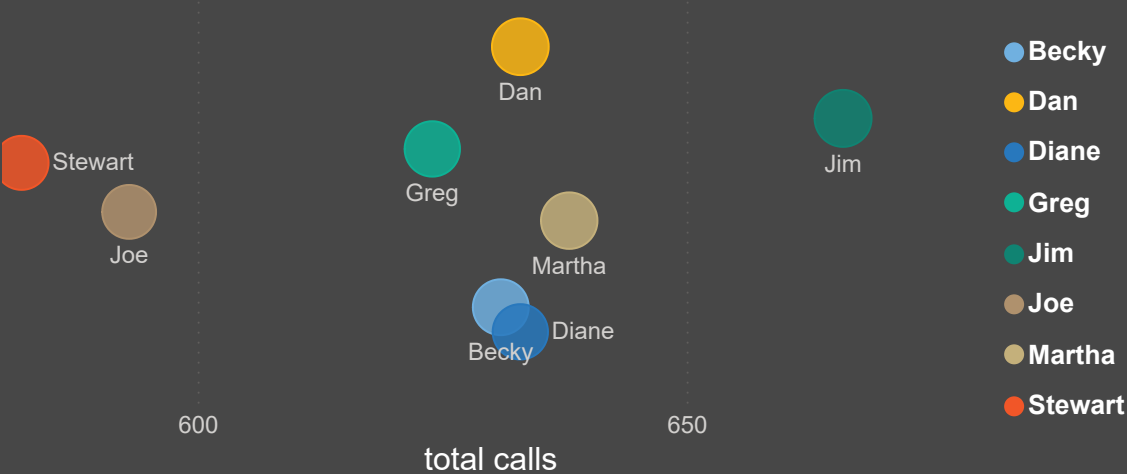 Dan
Stewart
Greg
Jim
Joe
Martha
Diane
Becky
600
650
total calls
Becky
Dan
Diane
Greg
Jim
Joe
Martha
Stewart